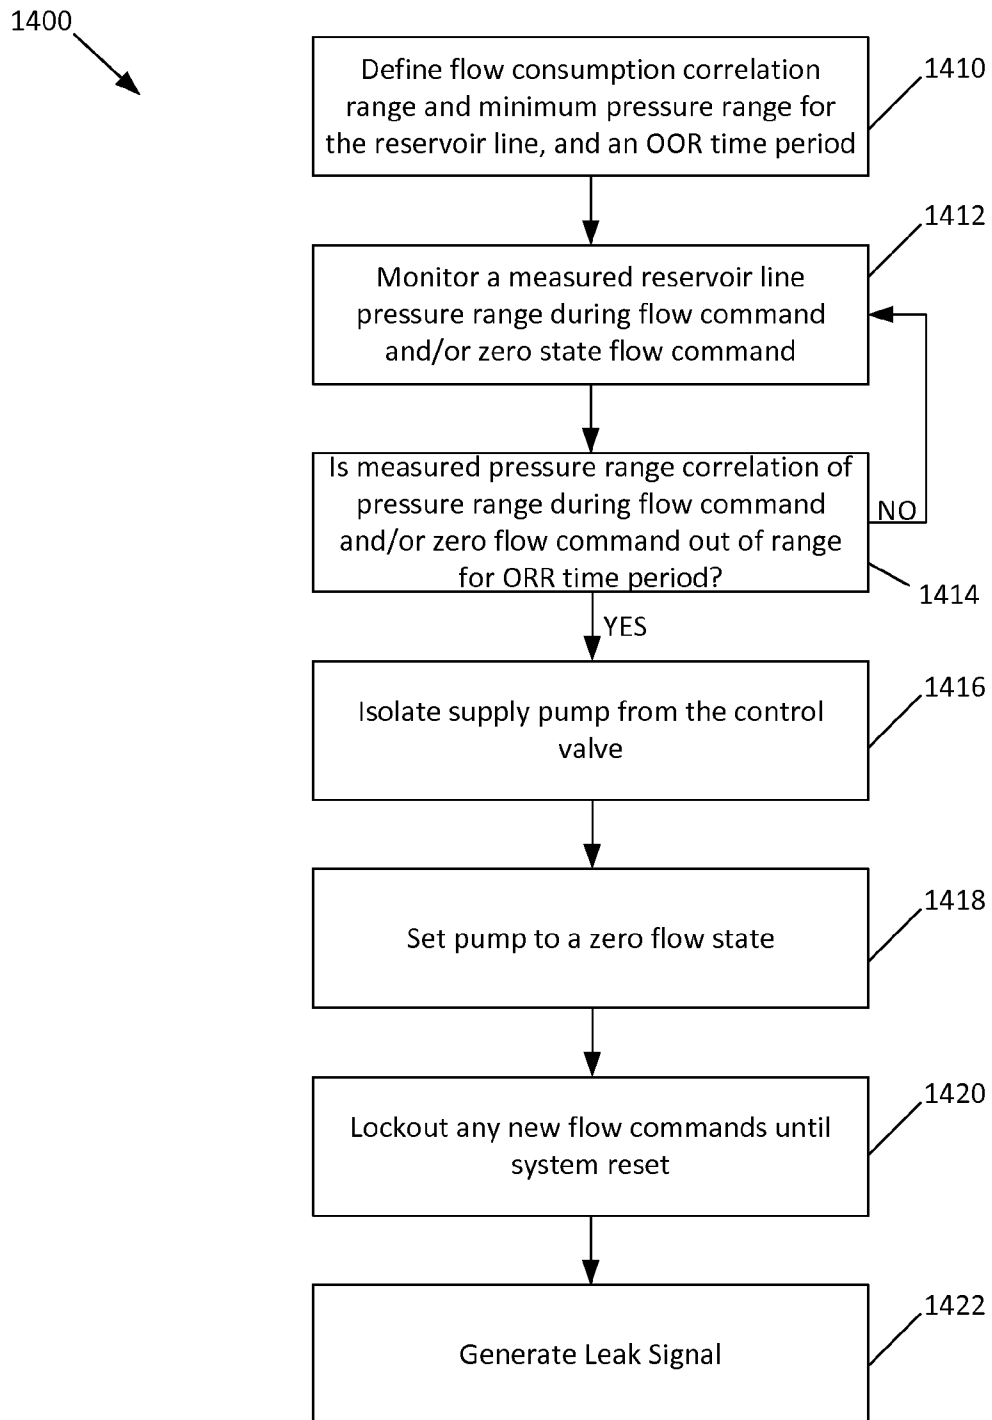 1400
Define flow consumption correlation
range and minimum pressure range for
the reservoir line, and an OOR time period
1410
Monitor a measured reservoir line
pressure range during flow command
and/or zero state flow command
1412
Is measured pressure range correlation of
pressure range during flow command
and/or zero flow command out of range
for ORR time period?
NO
1414
YES
Isolate supply pump from the control
valve
1416
Set pump to a zero flow state
1418
Lockout any new flow commands until
system reset
1420
Generate Leak Signal
1422